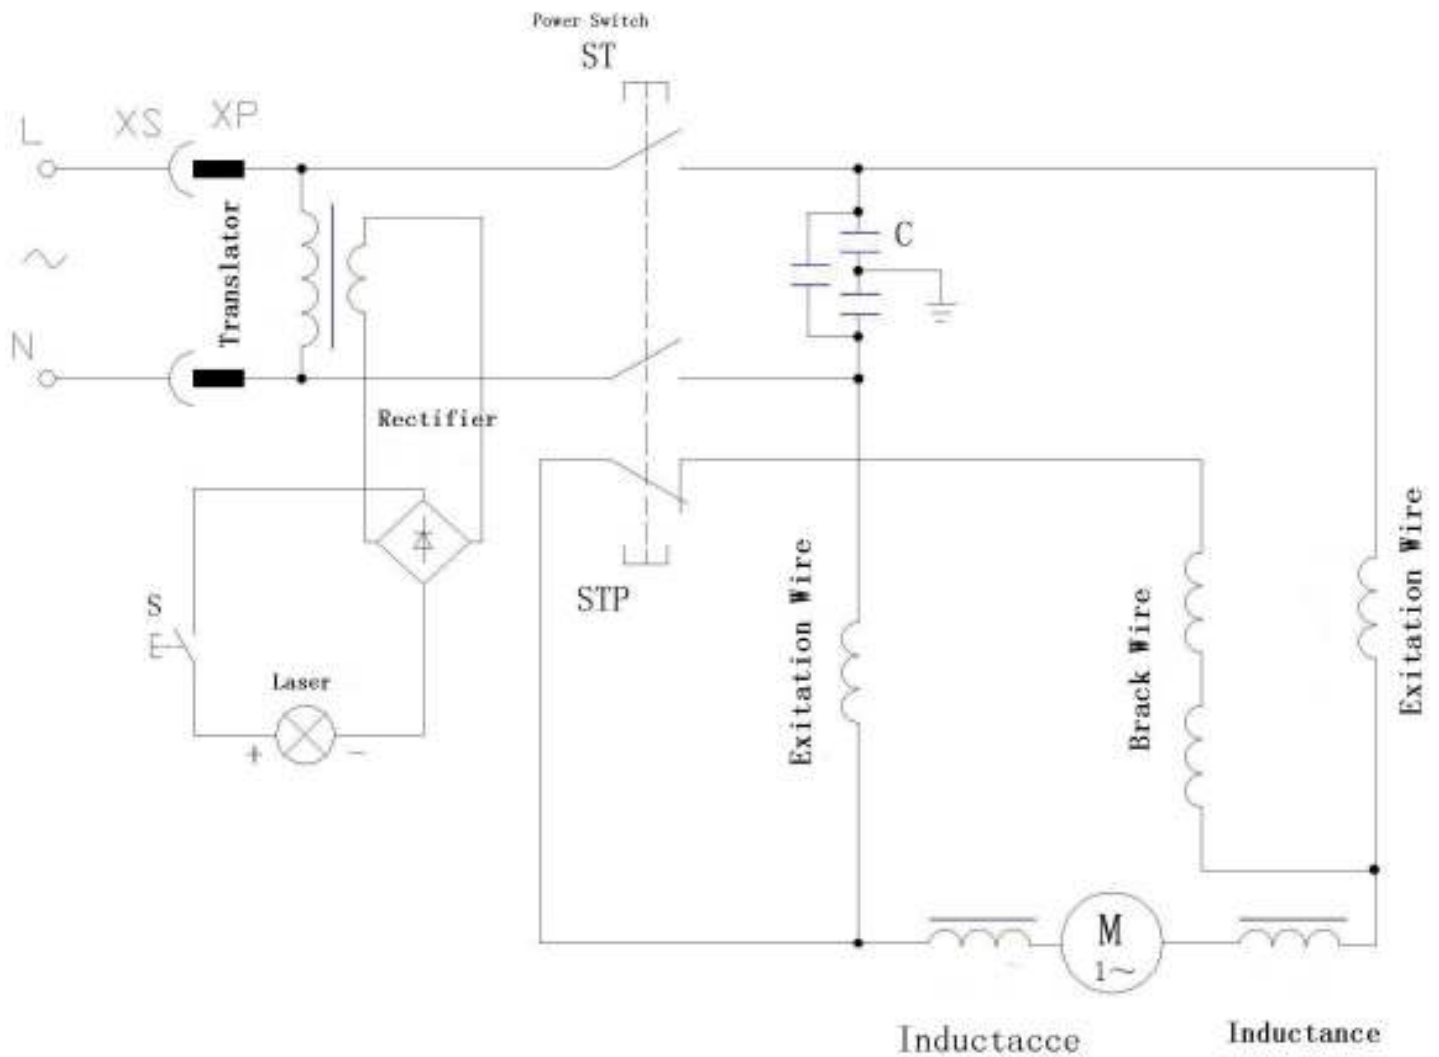 Power Switch
ST
L
XS
XP
~
Translator
C
N
Rectifier
STP
S
Laser
+
-
Exitation Wire
Brack Wire
Exitation Wire
M
1~
Inductacce
Inductance